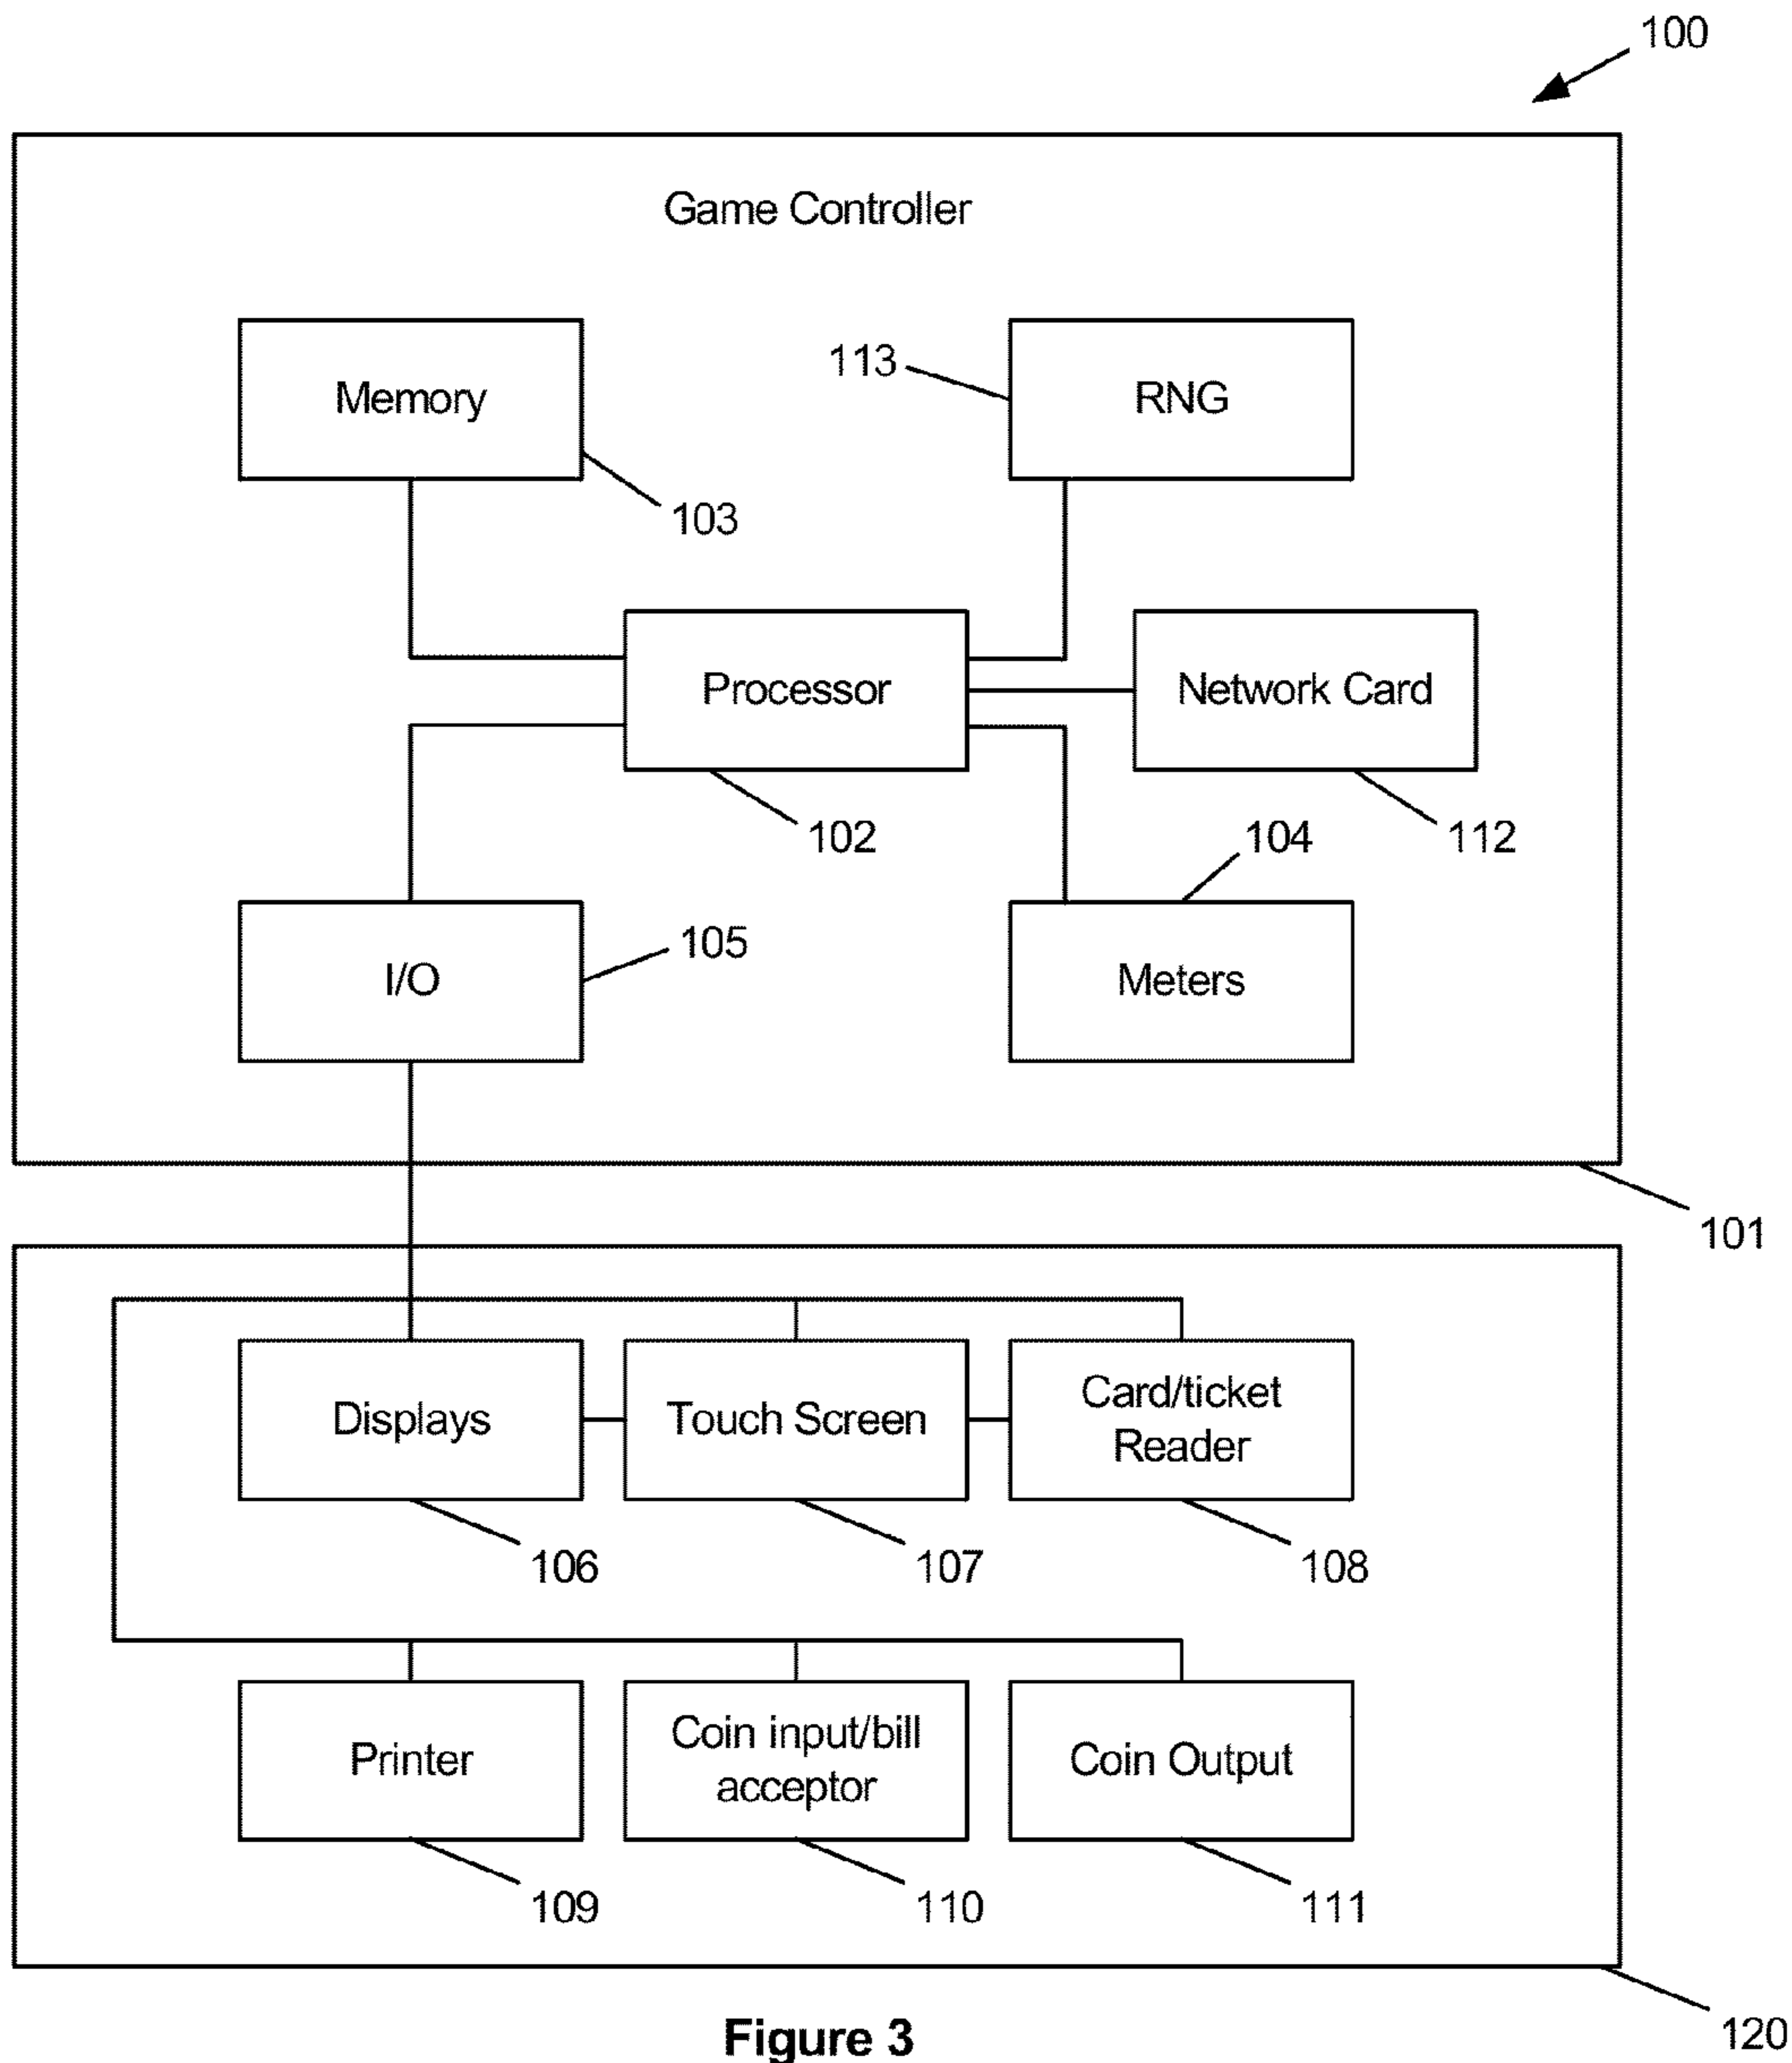 100
Game Controller
Memory
103
113
RNG
Processor
102
Network Card
112
I/O
105
104
Meters
101
Displays
106
Touch Screen
107
Card/ticket
Reader
108
Printer
109
Coin input/bill
acceptor
110
Coin Output
111
120
Figure 3